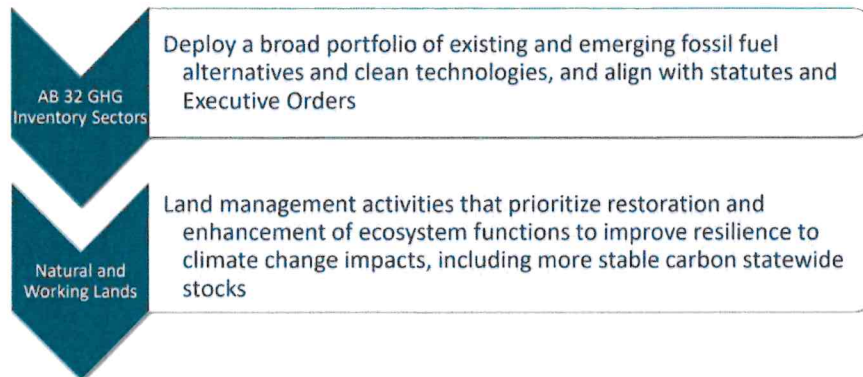 AB 32 GHG
Inventory Sectors
Deploy a broad portfolio of existing and emerging fossil fuel
alternatives and clean technologies, and align with statutes and
Executive Orders
Natural and
Working Lands
Land management activities that prioritize restoration and
enhancement of ecosystem functions to improve resilience to
climate change impacts, including more stable carbon statewide
stocks